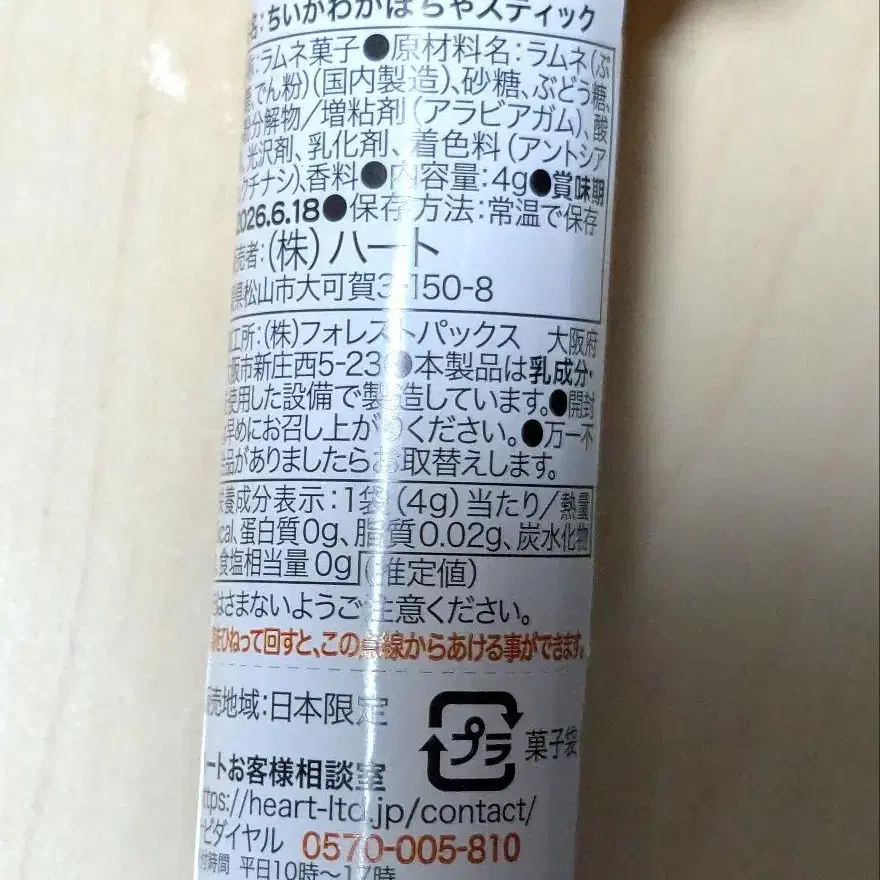 名:ちいかわかぼちゃスティック
ラムネ菓子●原材料名:ラムネ(ぶ
糖、でん粉)(国内製造)、砂糖、ぶどう糖、
分解物/増粘剤(アラビアガム)、酸
、光沢剤、乳化剤、着色料(アントシア
クチナシ)、香料●内容量:4g●賞味期
2026.6.18●保存方法:常温で保存
売者:(株)ハート
県松山市大可賀3-150-8
工所:(株)フォレストパックス 大阪府
阪市新庄西5-23●本製品は乳成分・
使用した設備で製造しています。●開封
早めにお召し上がりください。●万一不
品がありましたらお取替えします。
栄養成分表示:1袋(4g)当たり/熱量
cal、蛋白質0g、脂質0.02g、炭水化物
、食塩相当量0g(推定値)
はさまないようご注意ください。
をひねって回すと、この点線からあける事ができます。
販売地域:日本限定
プラ
菓子袋
ートお客様相談室
https://heart-ltd.jp/contact/
ビダイヤル 0570-005-810
付時間 平日10時〜17時